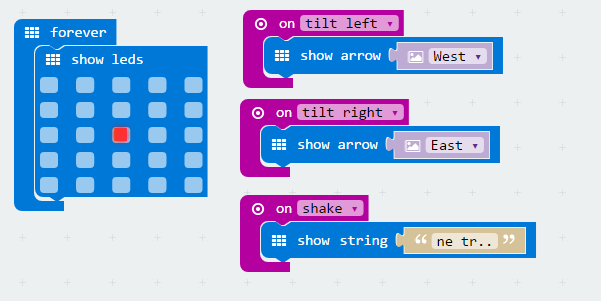 forever
show leds
on tilt left
show arrow West
on tilt right
show arrow East
on shake
show string “ ne tr.. ”